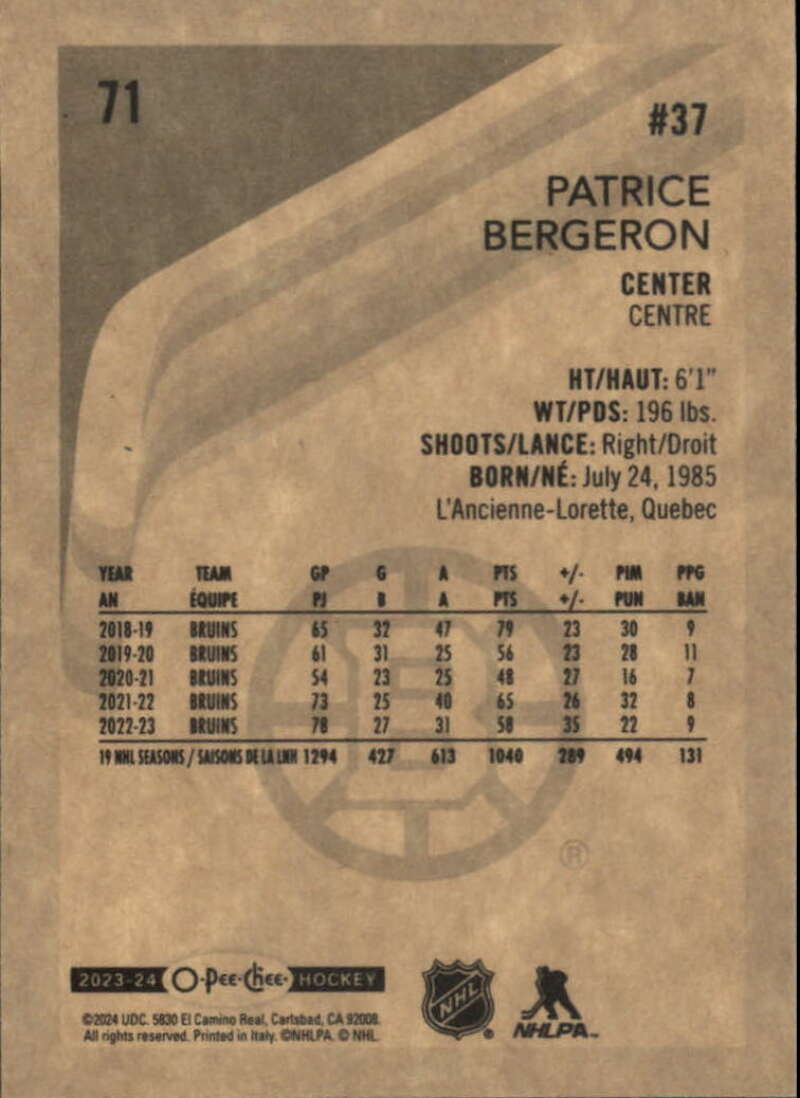 71
#37
PATRICE
BERGERON
CENTER
CENTRE
HT/HAUT: 6'1"
WT/PDS: 196 lbs.
SHOOTS/LANCE: Right/Droit
BORN/NÉ: July 24, 1985
L'Ancienne-Lorette, Quebec
YEAR TEAM GP G A PTS +/- PIM PPG
AN ÉQUIPE PJ B A PTS +/- PUN BAN
2018-19 BRUINS 65 32 47 79 23 30 9
2019-20 BRUINS 61 31 25 56 23 28 11
2020-21 BRUINS 54 23 25 48 27 16 7
2021-22 BRUINS 73 25 40 65 26 32 8
2022-23 BRUINS 78 27 31 58 35 22 9
19 NHL SEASONS / SAISONS DE LA LNH 1294 427 613 1040 289 494 131
B
®
2023-24 O-Pee-Chee HOCKEY
©2024 UDC. 5830 El Camino Real, Carlsbad, CA 92008.
All rights reserved. Printed in Italy. ©NHLPA. © NHL.
NHL
NHLPA